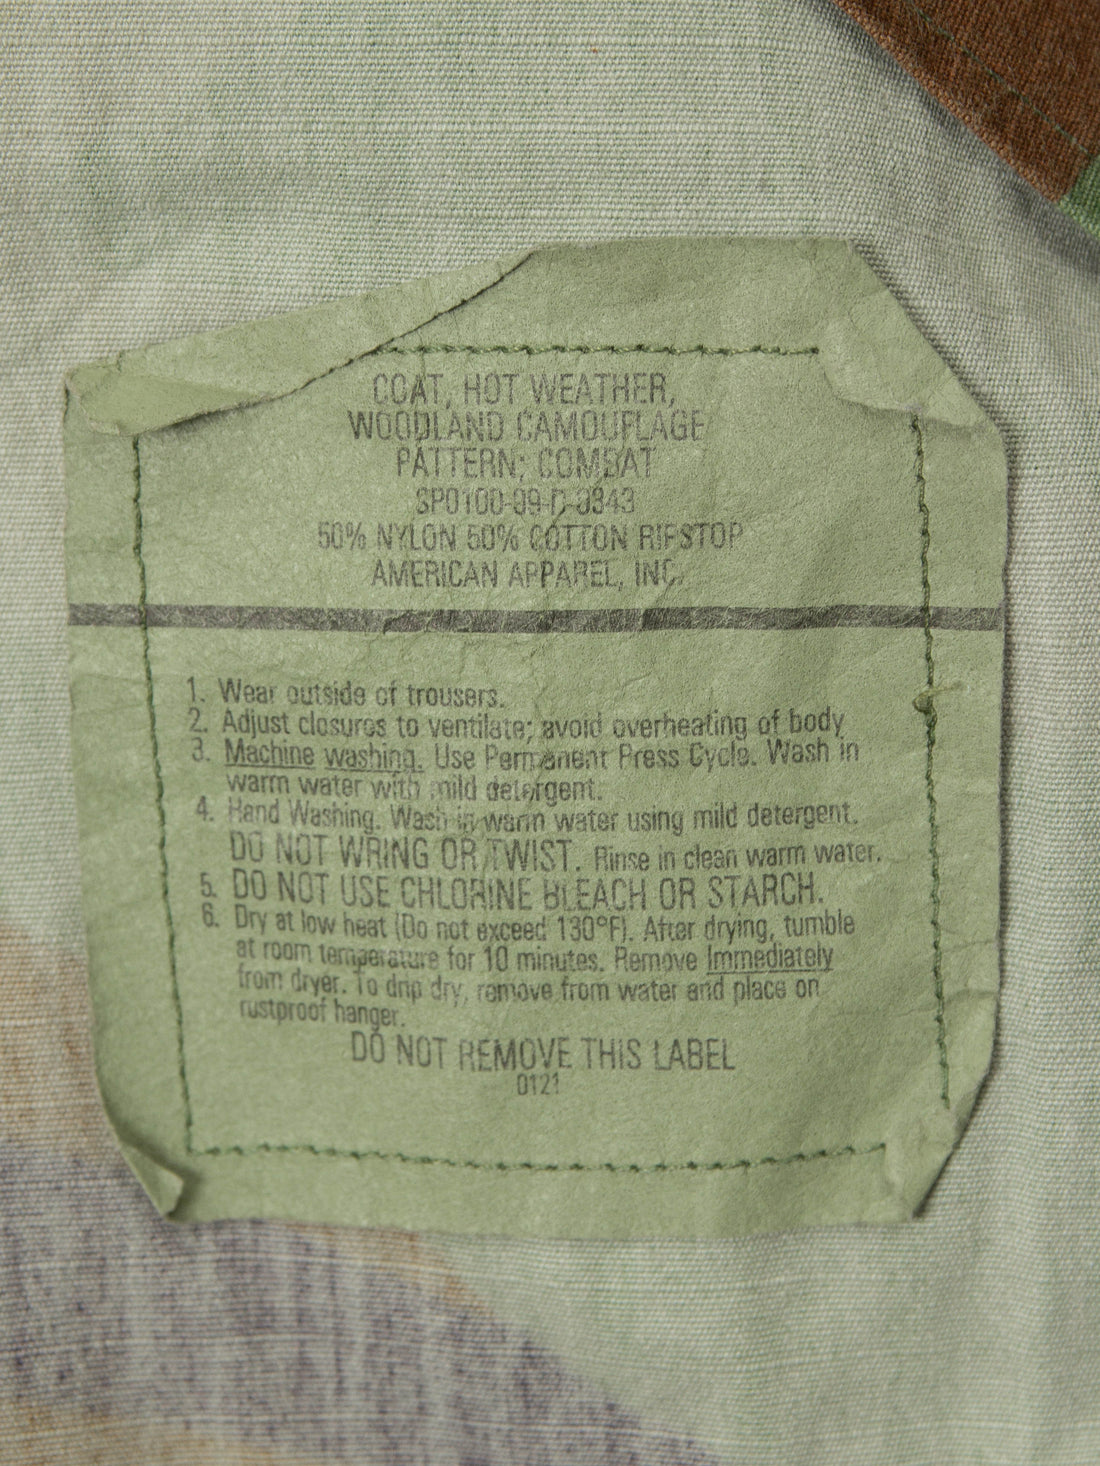 COAT, HOT WEATHER,
WOODLAND CAMOUFLAGE
PATTERN; COMBAT
SP0100-99-D-0343
50% NYLON 50% COTTON RIPSTOP
AMERICAN APPAREL, INC.
1. Wear outside of trousers.
2. Adjust closures to ventilate; avoid overheating of body
3. Machine washing. Use Permanent Press Cycle. Wash in
warm water with mild detergent.
4. Hand Washing. Wash in warm water using mild detergent.
DO NOT WRING OR TWIST. Rinse in clean warm water.
5. DO NOT USE CHLORINE BLEACH OR STARCH.
6. Dry at low heat (Do not exceed 130°F). After drying, tumble
at room temperature for 10 minutes. Remove Immediately
from dryer. To drip dry, remove from water and place on
rustproof hanger.
DO NOT REMOVE THIS LABEL
0121